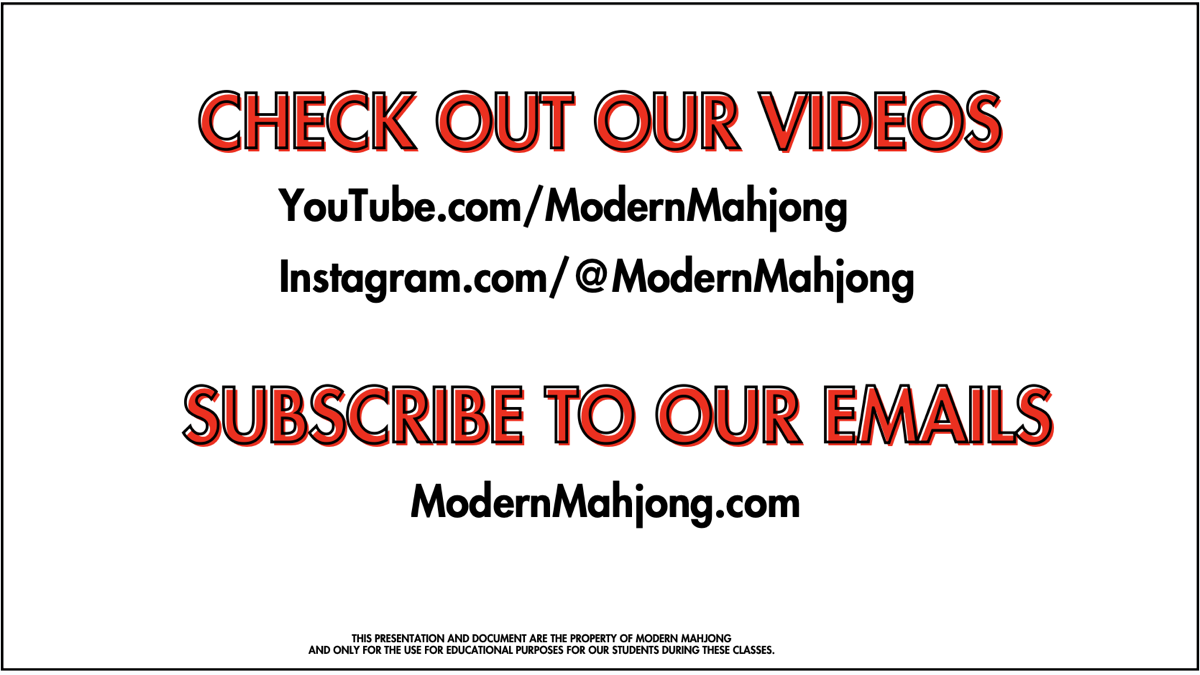 CHECK OUT OUR VIDEOS
YouTube.com/ModernMahjong
Instagram.com/@ModernMahjong
SUBSCRIBE TO OUR EMAILS
ModernMahjong.com
THIS PRESENTATION AND DOCUMENT ARE THE PROPERTY OF MODERN MAHJONG
AND ONLY FOR THE USE FOR EDUCATIONAL PURPOSES FOR OUR STUDENTS DURING THESE CLASSES.